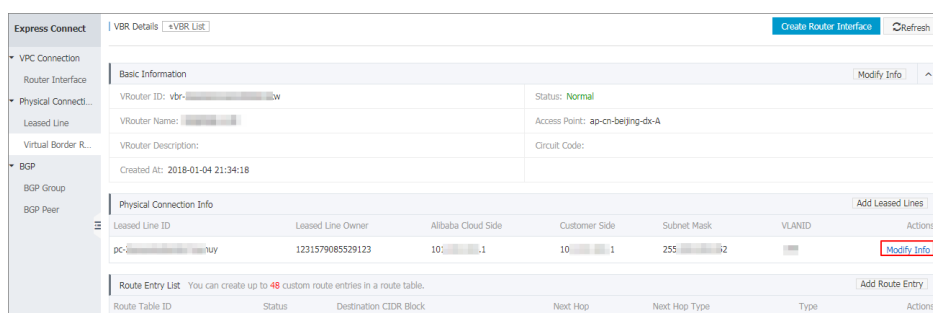 Express Connect
VBR Details VBR List
Create Router Interface Refresh
VPC Connection
Router Interface
Physical Connecti...
Leased Line
Virtual Border R...
BGP
BGP Group
BGP Peer
Basic Information Modify Info
VRouter ID: vbr- w Status: Normal
VRouter Name: Access Point: ap-cn-beijing-dx-A
VRouter Description: Circuit Code:
Created At: 2018-01-04 21:34:18
Physical Connection Info Add Leased Lines
Leased Line ID Leased Line Owner Alibaba Cloud Side Customer Side Subnet Mask VLANID Actions
pc- nuy 1231579085529123 10 .1 10 1 255 Modify Info
Route Entry List You can create up to 48 custom route entries in a route table. Add Route Entry
Route Table ID Status Destination CIDR Block Next Hop Next Hop Type Type Actions